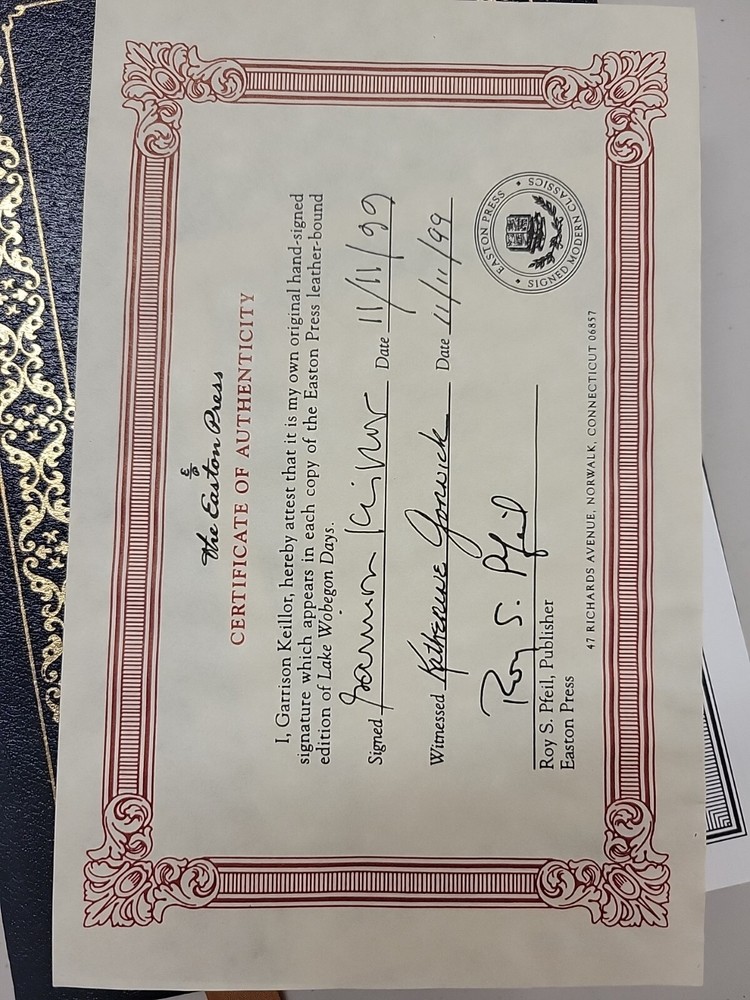 The Easton Press
CERTIFICATE OF AUTHENTICITY
I, Garrison Keillor, hereby attest that it is my own original hand-signed
signature which appears in each copy of the Easton Press leather-bound
edition of Lake Wobegon Days.
Signed Garrison Keillor Date 11/11/99
Witnessed Katherine Date 11/11/99
Roy S. Pfeil
Roy S. Pfeil, Publisher
Easton Press
EASTON PRESS • SIGNED MODERN CLASSICS •
47 RICHARDS AVENUE, NORWALK, CONNECTICUT 06857